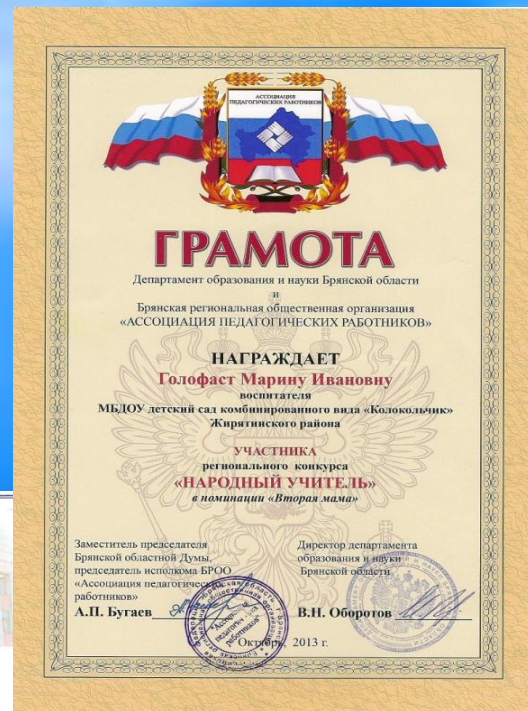 АССОЦИАЦИЯ
ПЕДАГОГИЧЕСКИХ РАБОТНИКОВ
ГРАМОТА
Департамент образования и науки Брянской области
и
Брянская региональная общественная организация
«АССОЦИАЦИЯ ПЕДАГОГИЧЕСКИХ РАБОТНИКОВ»
НАГРАЖДАЕТ
Голофаст Марину Ивановну
воспитателя
МБДОУ детский сад комбинированного вида «Колокольчик»
Жирятинского района
УЧАСТНИКА
регионального конкурса
«НАРОДНЫЙ УЧИТЕЛЬ»
в номинации «Вторая мама»
Заместитель председателя
Брянской областной Думы,
председатель исполкома БРОО
«Ассоциация педагогических
работников»
А.П. Бугаев
Директор департамента
образования и науки
Брянской области
В.Н. Оборотов
Октябрь, 2013 г.
"Ассоциация
педагогических
работников"